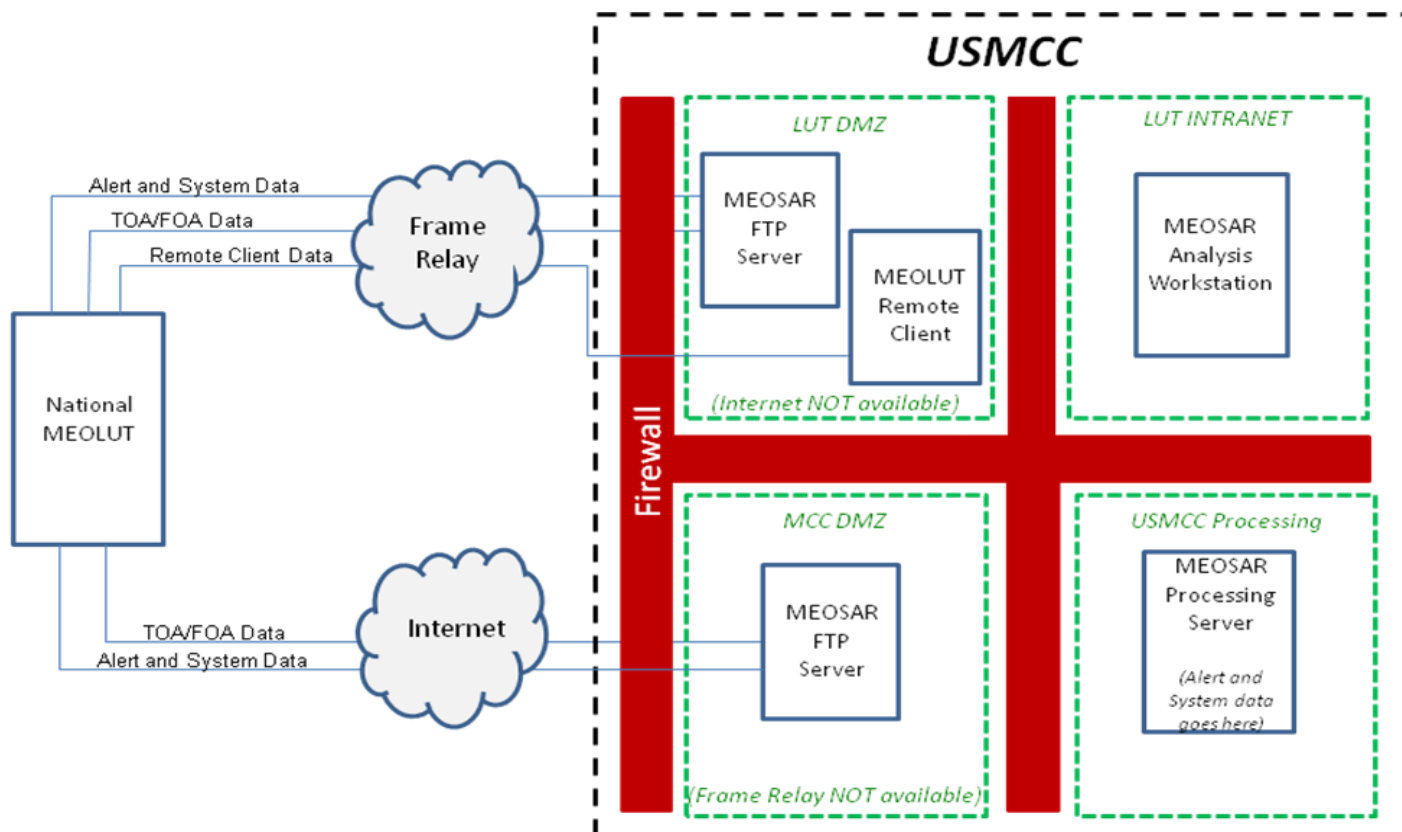 USMCC
LUT DMZ
LUT INTRANET
Alert and System Data
TOA/FOA Data
Remote Client Data
Frame
Relay
MEOSAR
FTP
Server
MEOLUT
Remote
Client
MEOSAR
Analysis
Workstation
National
MEOLUT
(Internet NOT available)
Firewall
MCC DMZ
USMCC Processing
TOA/FOA Data
Alert and System Data
Internet
MEOSAR
FTP
Server
MEOSAR
Processing
Server
(Alert and
System data
goes here)
(Frame Relay NOT available)